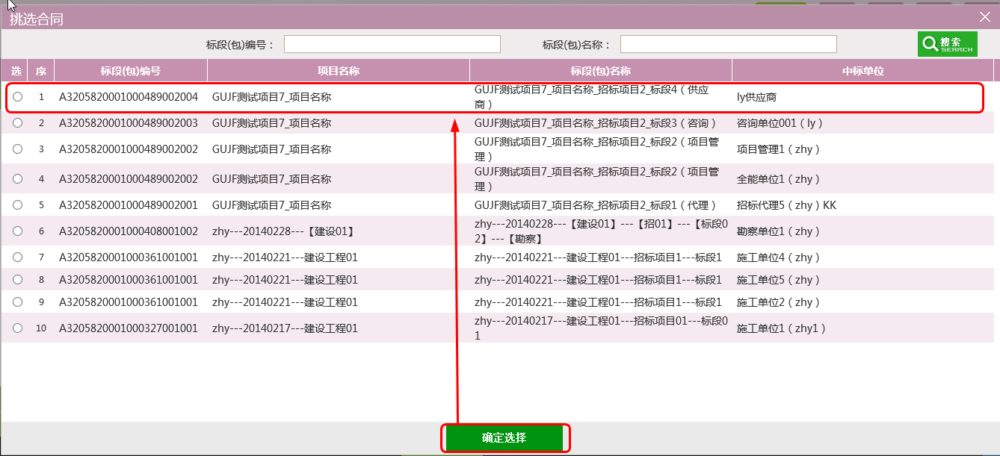 挑选合同
标段(包)编号： 标段(包)名称： 搜索 SEARCH
选 序 标段(包)编号 项目名称 标段(包)名称 中标单位
1 A3205820001000489002004 GUJF测试项目7_项目名称 GUJF测试项目7_项目名称_招标项目2_标段4（供应
商） ly供应商
2 A3205820001000489002003 GUJF测试项目7_项目名称 GUJF测试项目7_项目名称_招标项目2_标段3（咨询） 咨询单位001（ly）
3 A3205820001000489002002 GUJF测试项目7_项目名称 GUJF测试项目7_项目名称_招标项目2_标段2（项目管
理） 项目管理1（zhy）
4 A3205820001000489002002 GUJF测试项目7_项目名称 GUJF测试项目7_项目名称_招标项目2_标段2（项目管
理） 全能单位1（zhy）
5 A3205820001000489002001 GUJF测试项目7_项目名称 GUJF测试项目7_项目名称_招标项目2_标段1（代理） 招标代理5（zhy）KK
6 A3205820001000408001002 zhy---20140228---【建设01】 zhy---20140228---【建设01】---【招01】---【标段0
2】---【勘察】 勘察单位1（zhy）
7 A3205820001000361001001 zhy---20140221---建设工程01 zhy---20140221---建设工程01---招标项目1---标段1 施工单位4（zhy）
8 A3205820001000361001001 zhy---20140221---建设工程01 zhy---20140221---建设工程01---招标项目1---标段1 施工单位5（zhy）
9 A3205820001000361001001 zhy---20140221---建设工程01 zhy---20140221---建设工程01---招标项目1---标段1 施工单位2（zhy）
10 A3205820001000327001001 zhy---20140217---建设工程01 zhy---20140217---建设工程01---招标项目01---标段0
1 施工单位1（zhy1）
确定选择